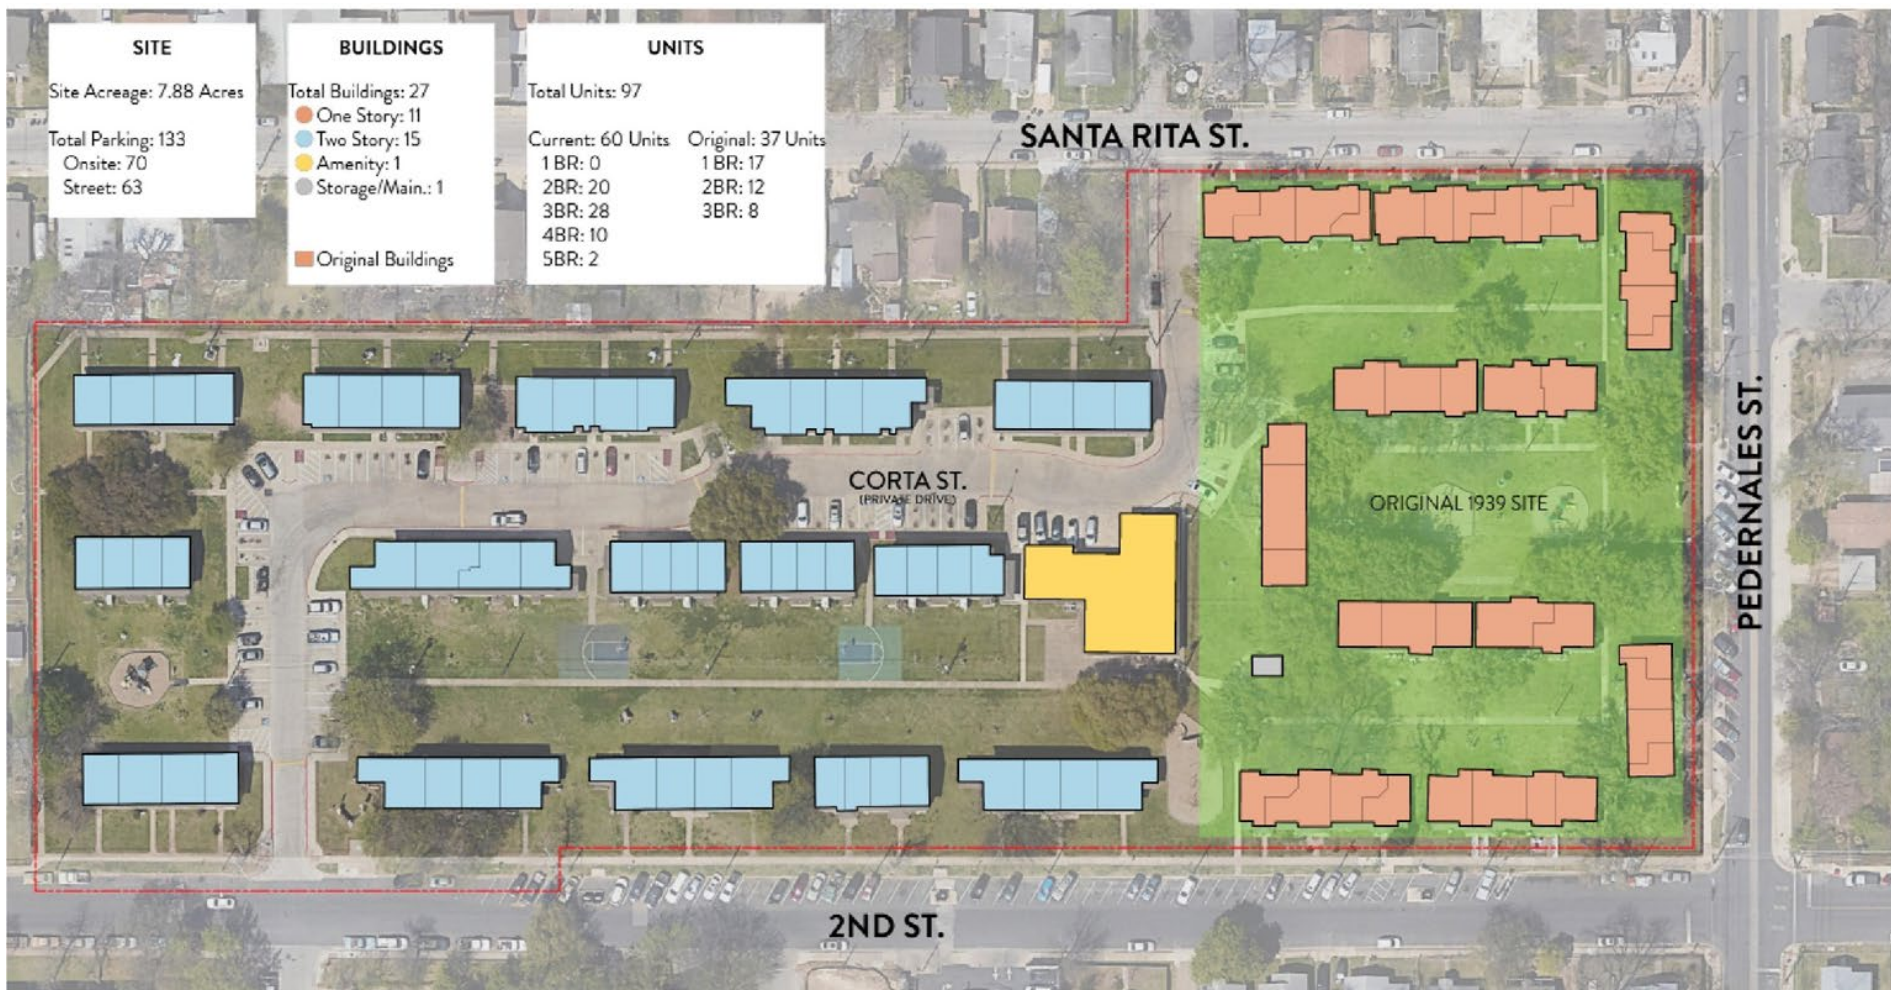 SITE
Site Acreage: 7.88 Acres
Total Parking: 133
Onsite: 70
Street: 63
BUILDINGS
Total Buildings: 27
One Story: 11
Two Story: 15
Amenity: 1
Storage/Main.: 1
Original Buildings
UNITS
Total Units: 97
Current: 60 Units
1 BR: 0
2BR: 20
3BR: 28
4BR: 10
5BR: 2
Original: 37 Units
1 BR: 17
2BR: 12
3BR: 8
SANTA RITA ST.
CORTA ST.
(PRIVATE DRIVE)
ORIGINAL 1939 SITE
PEDERNALES ST.
2ND ST.